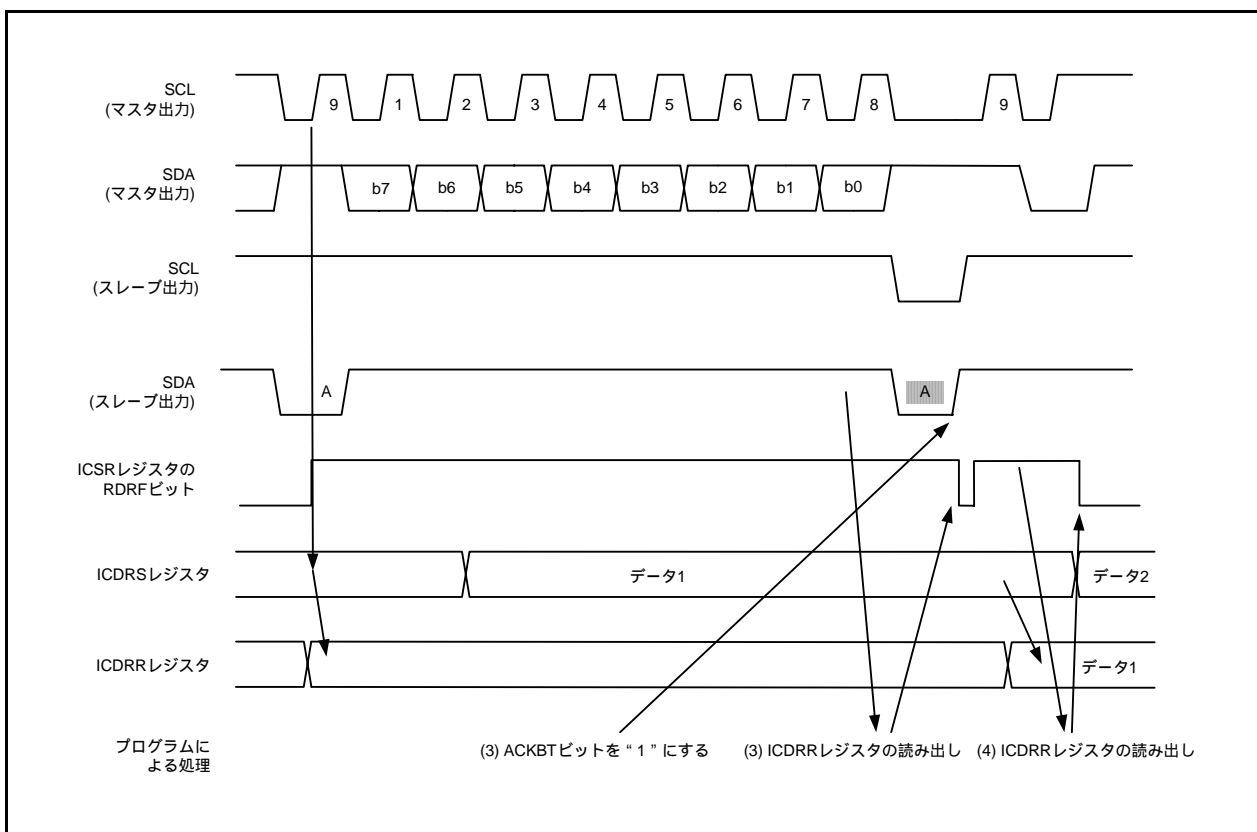 SCL
(マスタ出力)
9 1 2 3 4 5 6 7 8 9
SDA
(マスタ出力)
b7 b6 b5 b4 b3 b2 b1 b0
SCL
(スレーブ出力)
SDA
(スレーブ出力)
A A
ICSRレジスタの
RDRFビット
ICDRSレジスタ
データ1 データ2
ICDRRレジスタ
データ1
プログラムに
よる処理
(3) ACKBTビットを“1”にする
(3) ICDRRレジスタの読み出し
(4) ICDRRレジスタの読み出し